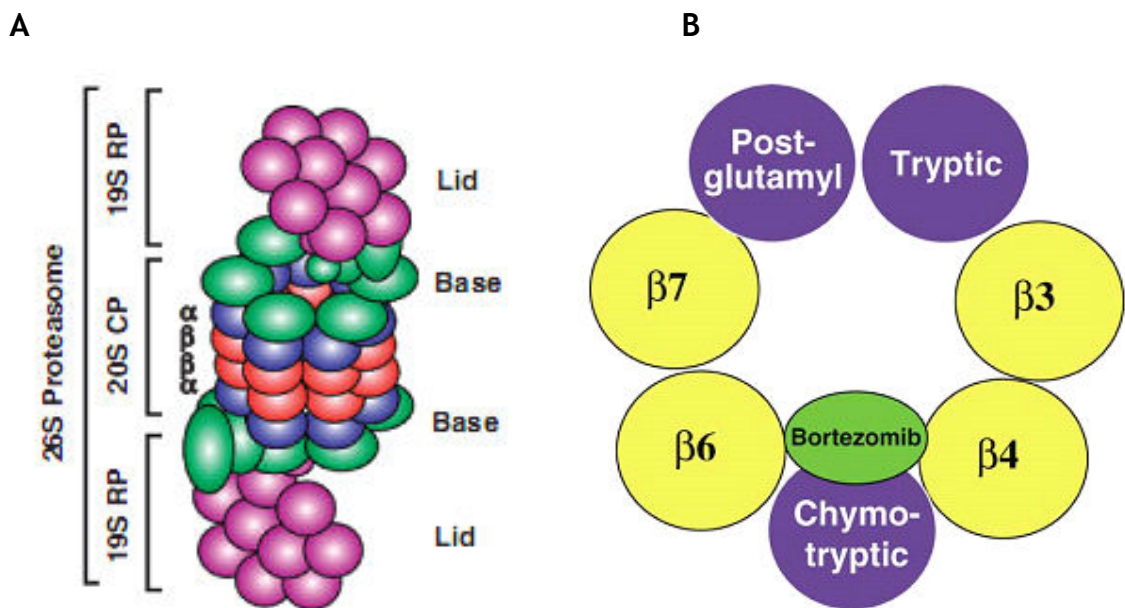 A
B
26S Proteasome
19S RP
20S CP
19S RP
α
β
β
α
Lid
Base
Base
Lid
Post-
glutamyl
Tryptic
β7
β3
β6
Bortezomib
β4
Chymo-
tryptic